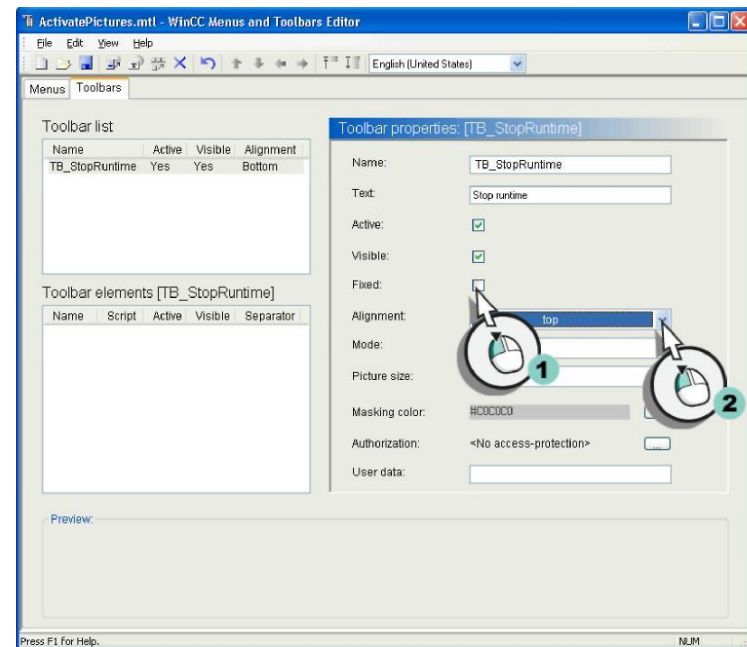 ActivatePictures.mtl - WinCC Menus and Toolbars Editor
File Edit View Help
English (United States)
Menus Toolbars
Toolbar list
Name Active Visible Alignment
TB_StopRuntime Yes Yes Bottom
Toolbar elements [TB_StopRuntime]
Name Script Active Visible Separator
Toolbar properties: [TB_StopRuntime]
Name: TB_StopRuntime
Text: Stop runtime
Active:
Visible:
Fixed:
Alignment: top
Mode:
Picture size:
Masking color: #C0C0C0
Authorization: <No access-protection> ...
User data:
1
2
Preview:
Press F1 for Help. NUM